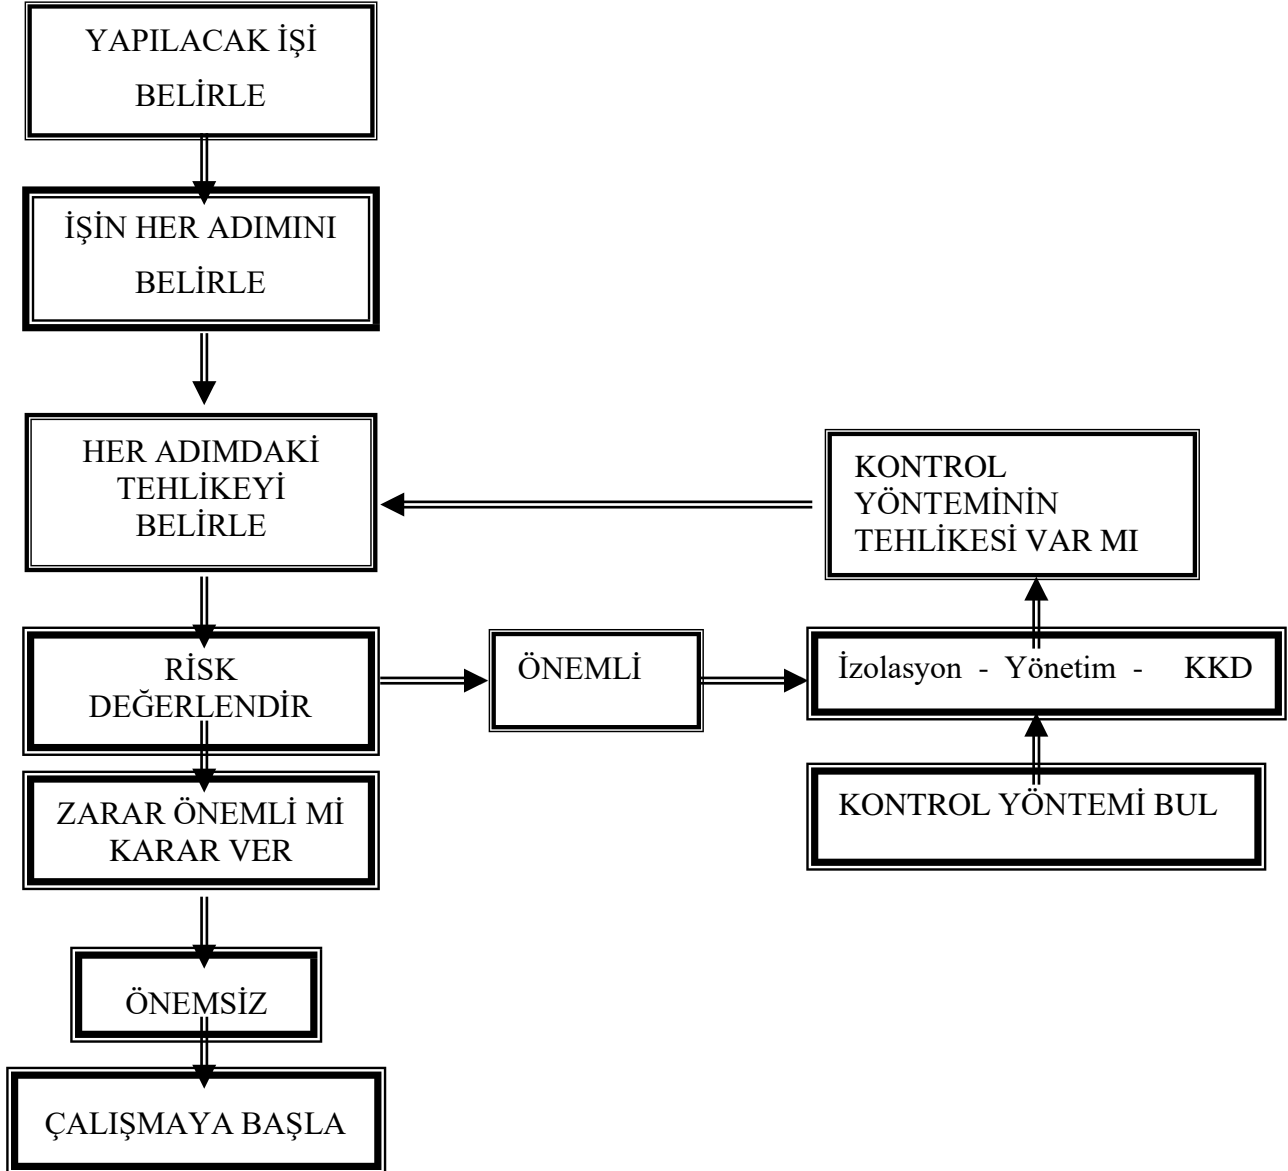 YAPILACAK İŞİ
BELİRLE
İŞİN HER ADIMINI
BELİRLE
HER ADIMDAKİ
TEHLİKEYİ
BELİRLE
KONTROL
YÖNTEMİNİN
TEHLİKESİ VAR MI
RİSK
DEĞERLENDİR
ÖNEMLİ
İzolasyon - Yönetim - KKD
ZARAR ÖNEMLİ Mİ
KARAR VER
KONTROL YÖNTEMİ BUL
ÖNEMSİZ
ÇALIŞMAYA BAŞLA